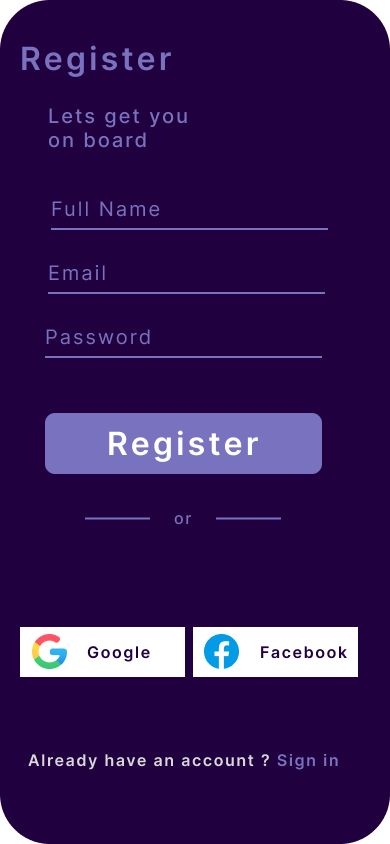 Register
Lets get you
on board
Full Name
Email
Password
Register
or
Google
Facebook
Already have an account ? Sign in